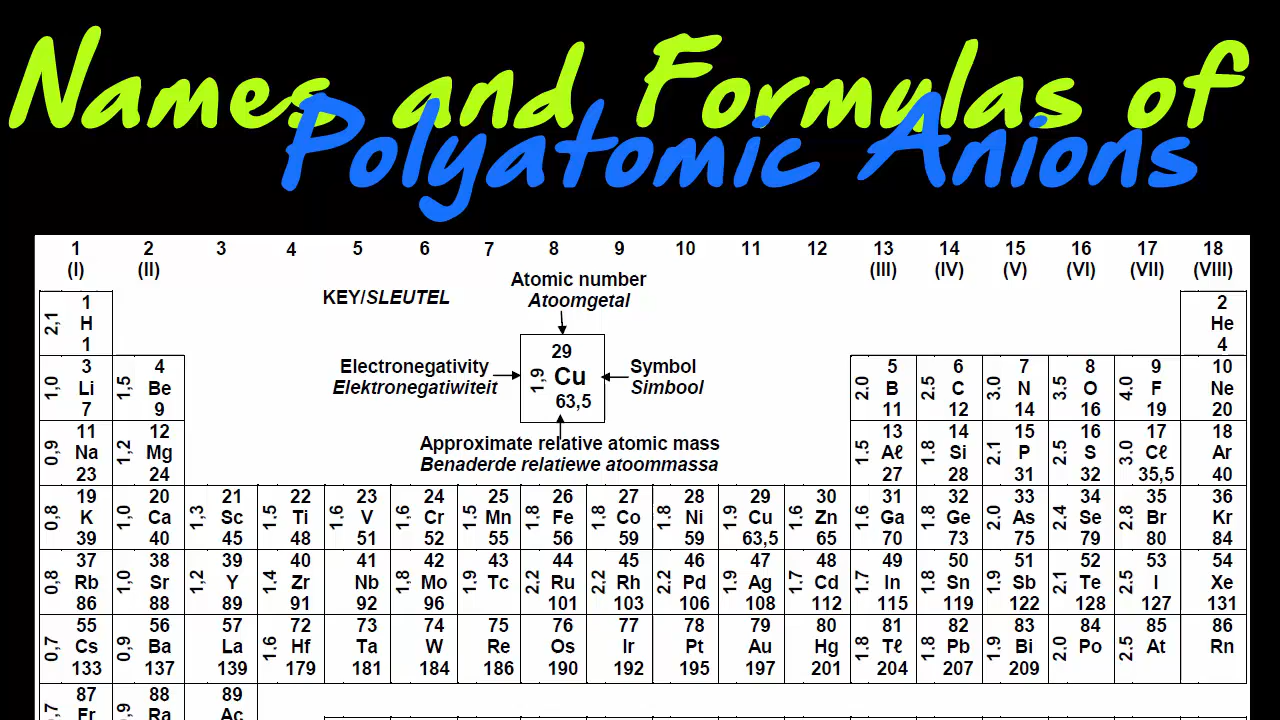 Names and Formulas of
Polyatomic Anions
1 2 3 4 5 6 7 8 9 10 11 12 13 14 15 16 17 18
(I) (II) (III) (IV) (V) (VI) (VII) (VIII)
Atomic number
KEY/SLEUTEL Atoomgetal
1 2
2,1 H He
1 4
29
Electronegativity 1,9 Cu Symbol
Elektronegatiwiteit Simbool
63,5
3 4 5 6 7 8 9 10
1,0 Li 1,5 Be 2.0 B 2.5 C 3.0 N 3.5 O 4.0 F Ne
7 9 11 12 14 16 19 20
Approximate relative atomic mass
Benaderde relatiewe atoommassa
11 12 13 14 15 16 17 18
0,9 Na 1,2 Mg 1.5 Aℓ 1.8 Si 2.1 P 2.5 S 3.0 Cℓ Ar
23 24 27 28 31 32 35,5 40
19 20 21 22 23 24 25 26 27 28 29 30 31 32 33 34 35 36
0,8 K 1,0 Ca 1,3 Sc 1.5 Ti 1,6 V 1,6 Cr 1.5 Mn 1.8 Fe 1,8 Co 1.8 Ni 1.9 Cu 1.6 Zn 1.6 Ga 1.8 Ge 2.0 As 2.4 Se 2.8 Br Kr
39 40 45 48 51 52 55 56 59 59 63,5 65 70 73 75 79 80 84
37 38 39 40 41 42 43 44 45 46 47 48 49 50 51 52 53 54
0,8 Rb 1,0 Sr 1,2 Y 1.4 Zr Nb 1,8 Mo 1.9 Tc 2.2 Ru 2.2 Rh 2.2 Pd 1.9 Ag 1.7 Cd 1.7 In 1.8 Sn 1.9 Sb 2.1 Te 2.5 I Xe
86 88 89 91 92 96 101 103 106 108 112 115 119 122 128 127 131
55 56 57 72 73 74 75 76 77 78 79 80 81 82 83 84 85 86
0,7 Cs 0,9 Ba La 1.6 Hf Ta W Re Os Ir Pt Au Hg 1.8 Tℓ 1.8 Pb 1.9 Bi 2.0 Po 2.5 At Rn
133 137 139 179 181 184 186 190 192 195 197 201 204 207 209
87 88 89
Fr Ra Ac